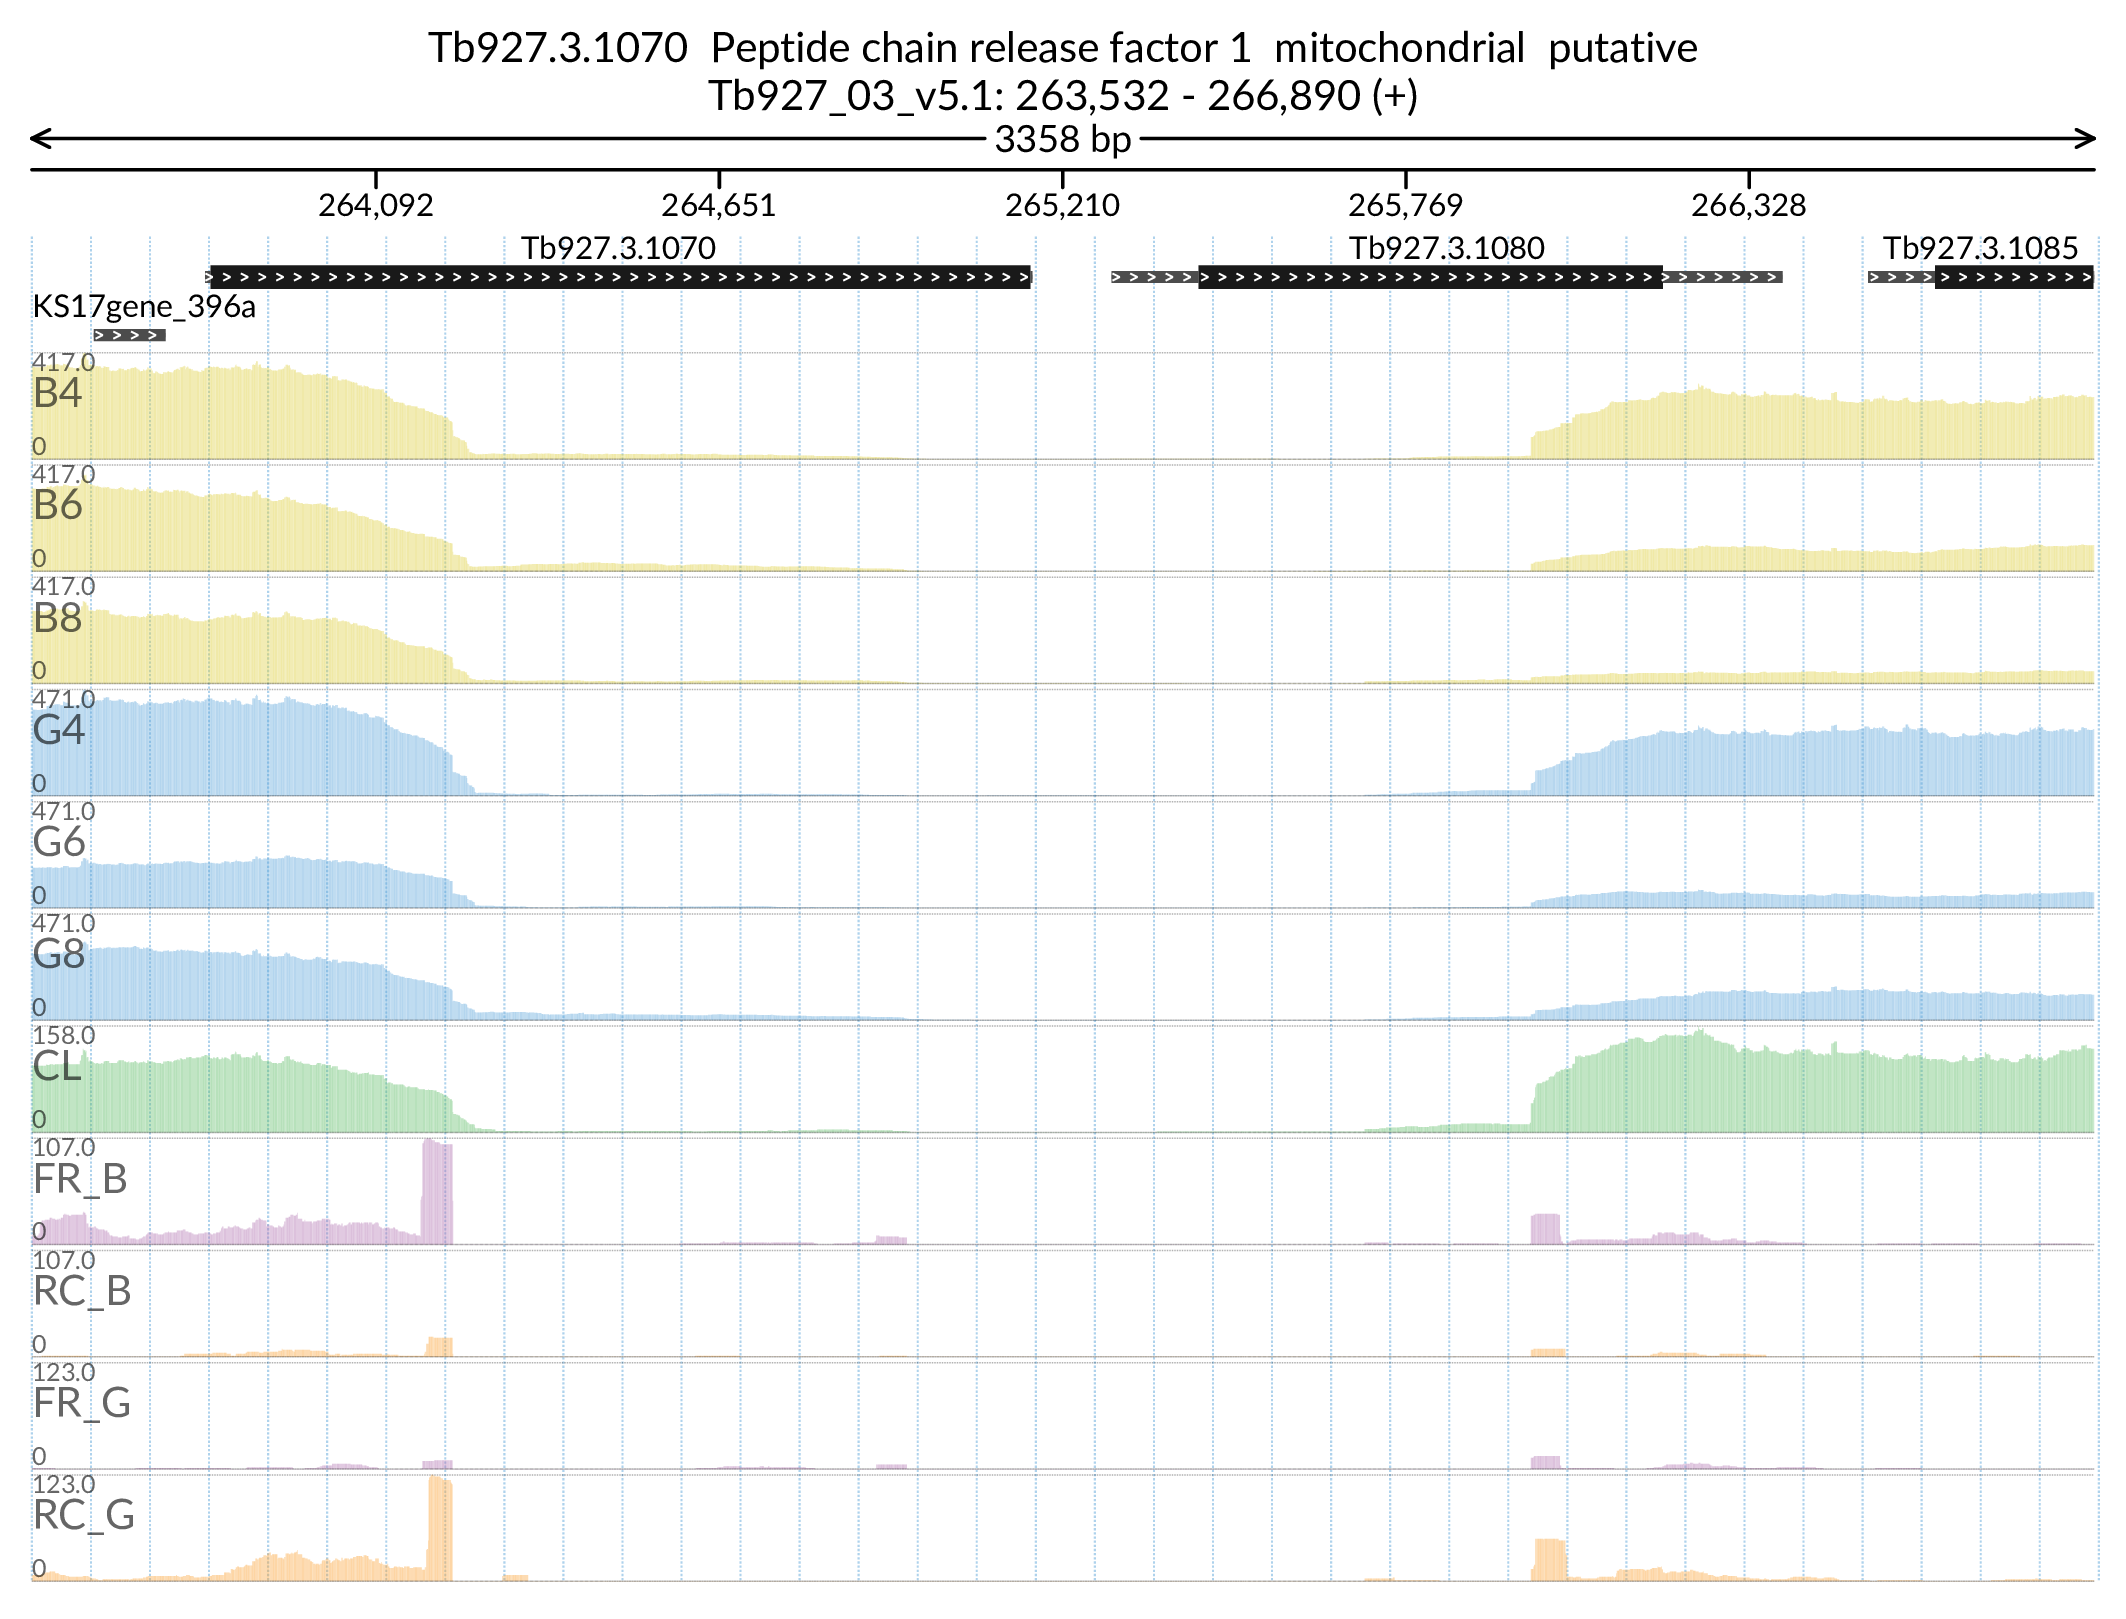 Tb927.3.1070 Peptide chain release factor 1 mitochondrial putative
Tb927_03_v5.1: 263,532 - 266,890 (+)
3358 bp
264,092 264,651 265,210 265,769 266,328
Tb927.3.1070 Tb927.3.1080 Tb927.3.1085
KS17gene_396a
417.0
B4
0
417.0
B6
0
417.0
B8
0
471.0
G4
0
471.0
G6
0
471.0
G8
0
158.0
CL
0
107.0
FR_B
0
107.0
RC_B
0
123.0
FR_G
0
123.0
RC_G
0